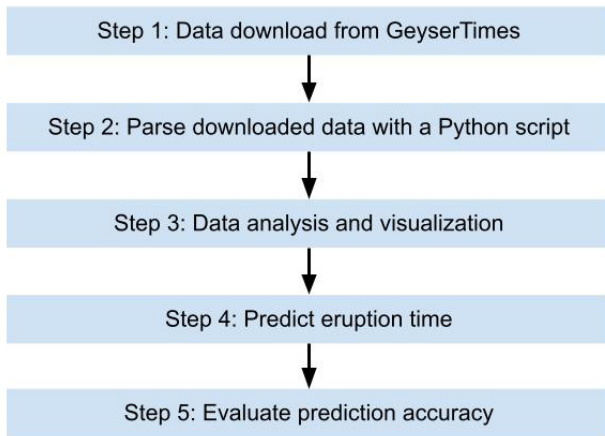 Step 1: Data download from GeyserTimes
Step 2: Parse downloaded data with a Python script
Step 3: Data analysis and visualization
Step 4: Predict eruption time
Step 5: Evaluate prediction accuracy